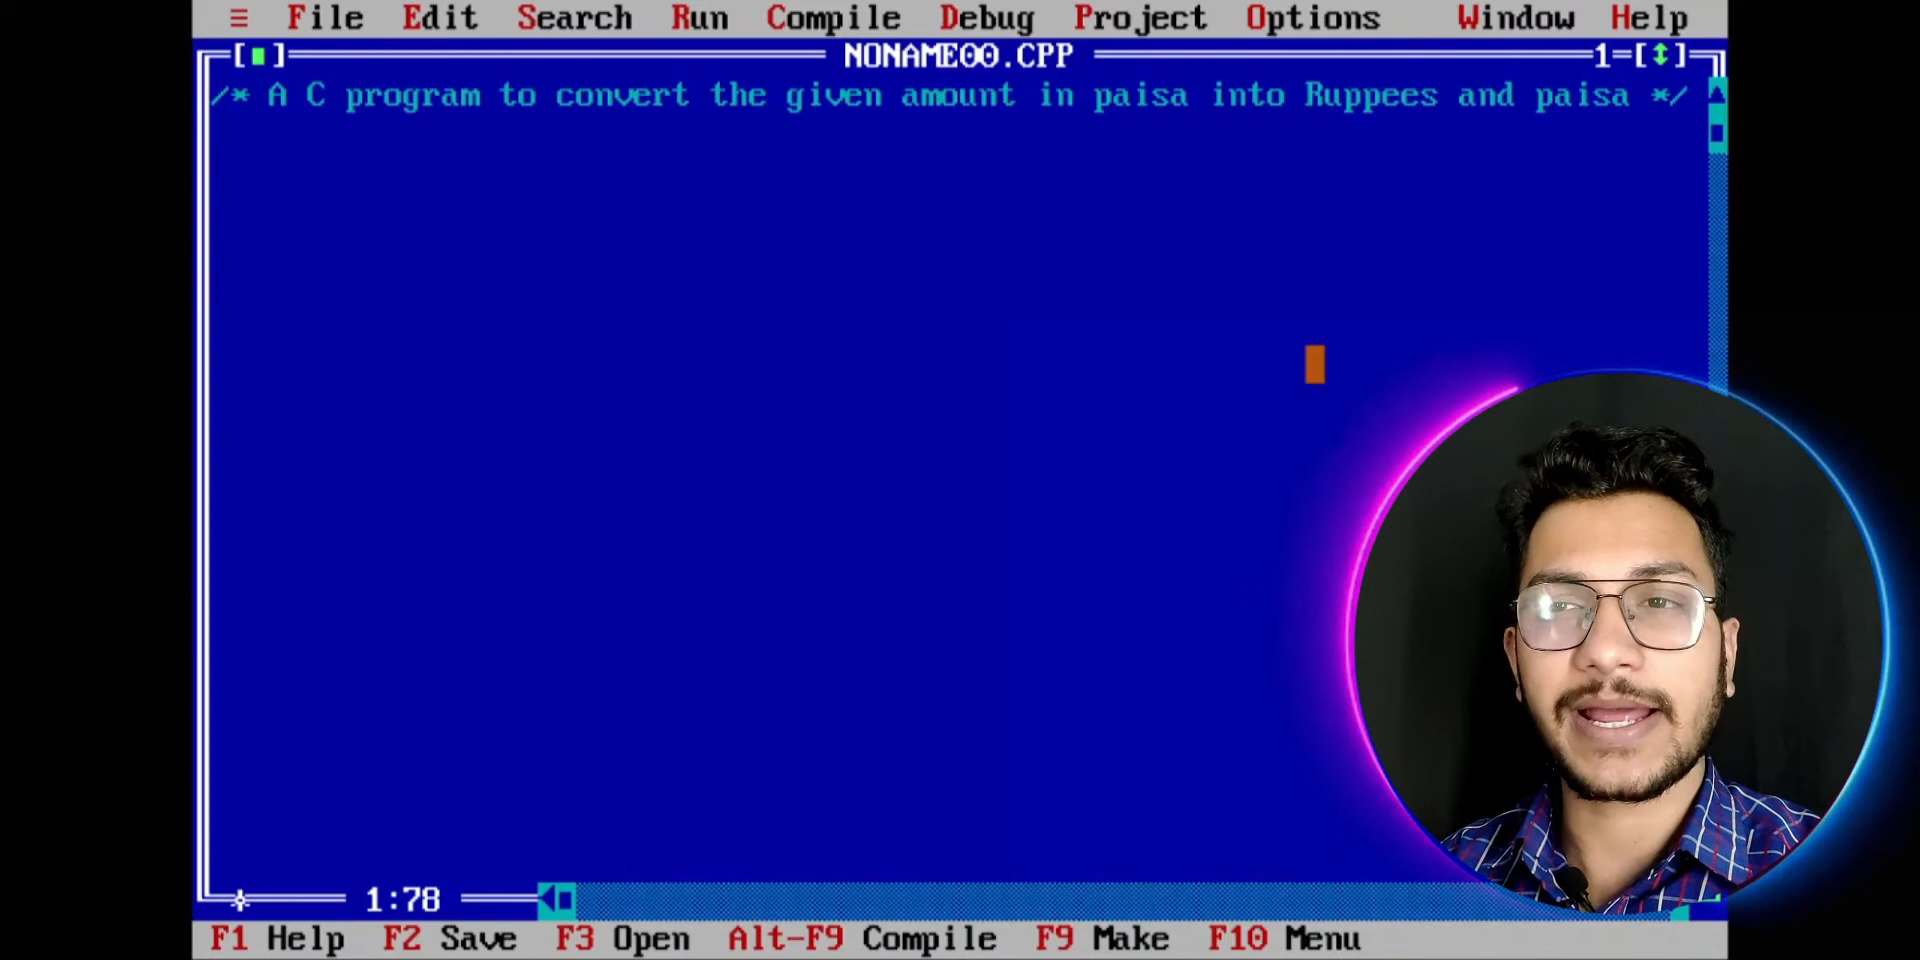 ≡ File Edit Search Run Compile Debug Project Options Window Help
[■] NONAME00.CPP 1=[↕]
/* A C program to convert the given amount in paisa into Ruppees and paisa */
1:78
F1 Help F2 Save F3 Open Alt-F9 Compile F9 Make F10 Menu